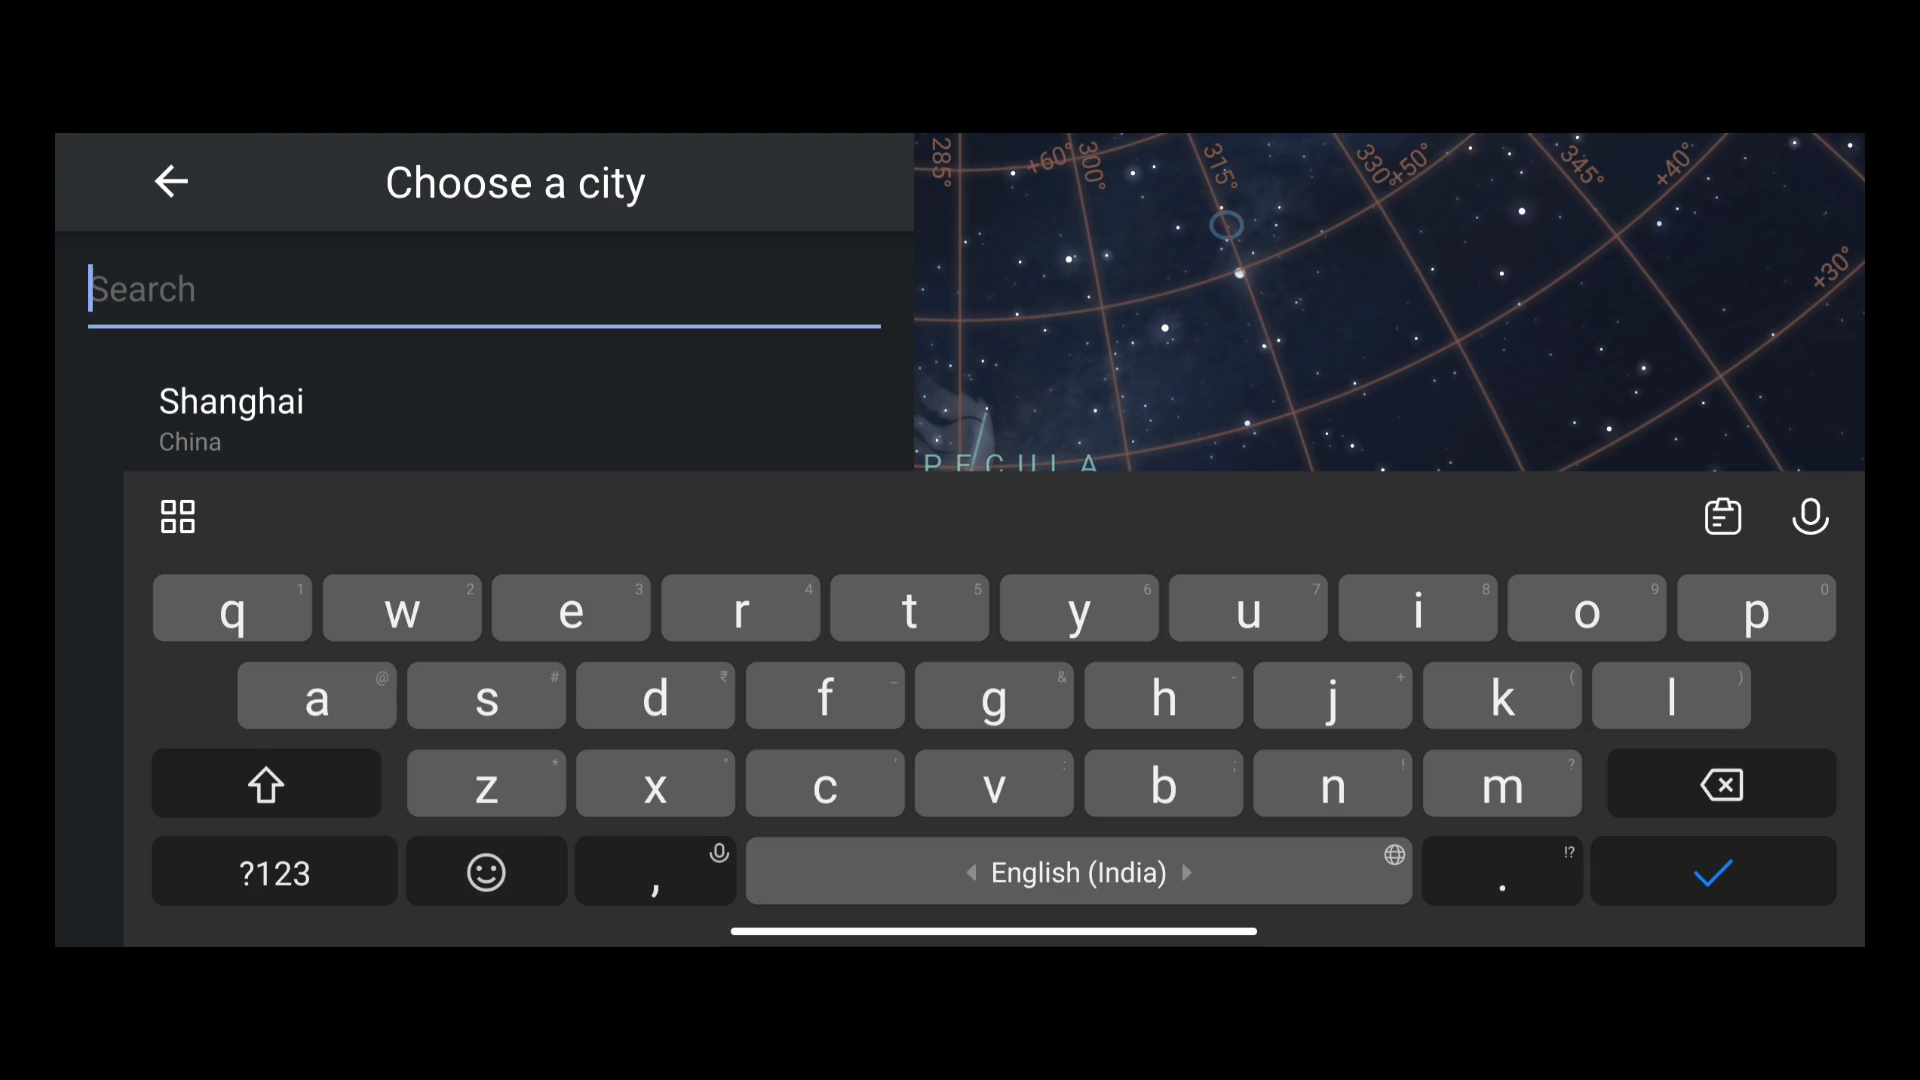 Choose a city
Search
Shanghai
China
285°
+60°
300°
315°
330°
+50°
345°
+40°
+30°
PECULA
q 1 w 2 e 3 r 4 t 5 y 6 u 7 i 8 o 9 p 0
a @ s # d ₹ f _ g & h - j + k ( l )
z * x " c ' v : b ; n ! m ?
?123 , English (India) . !?